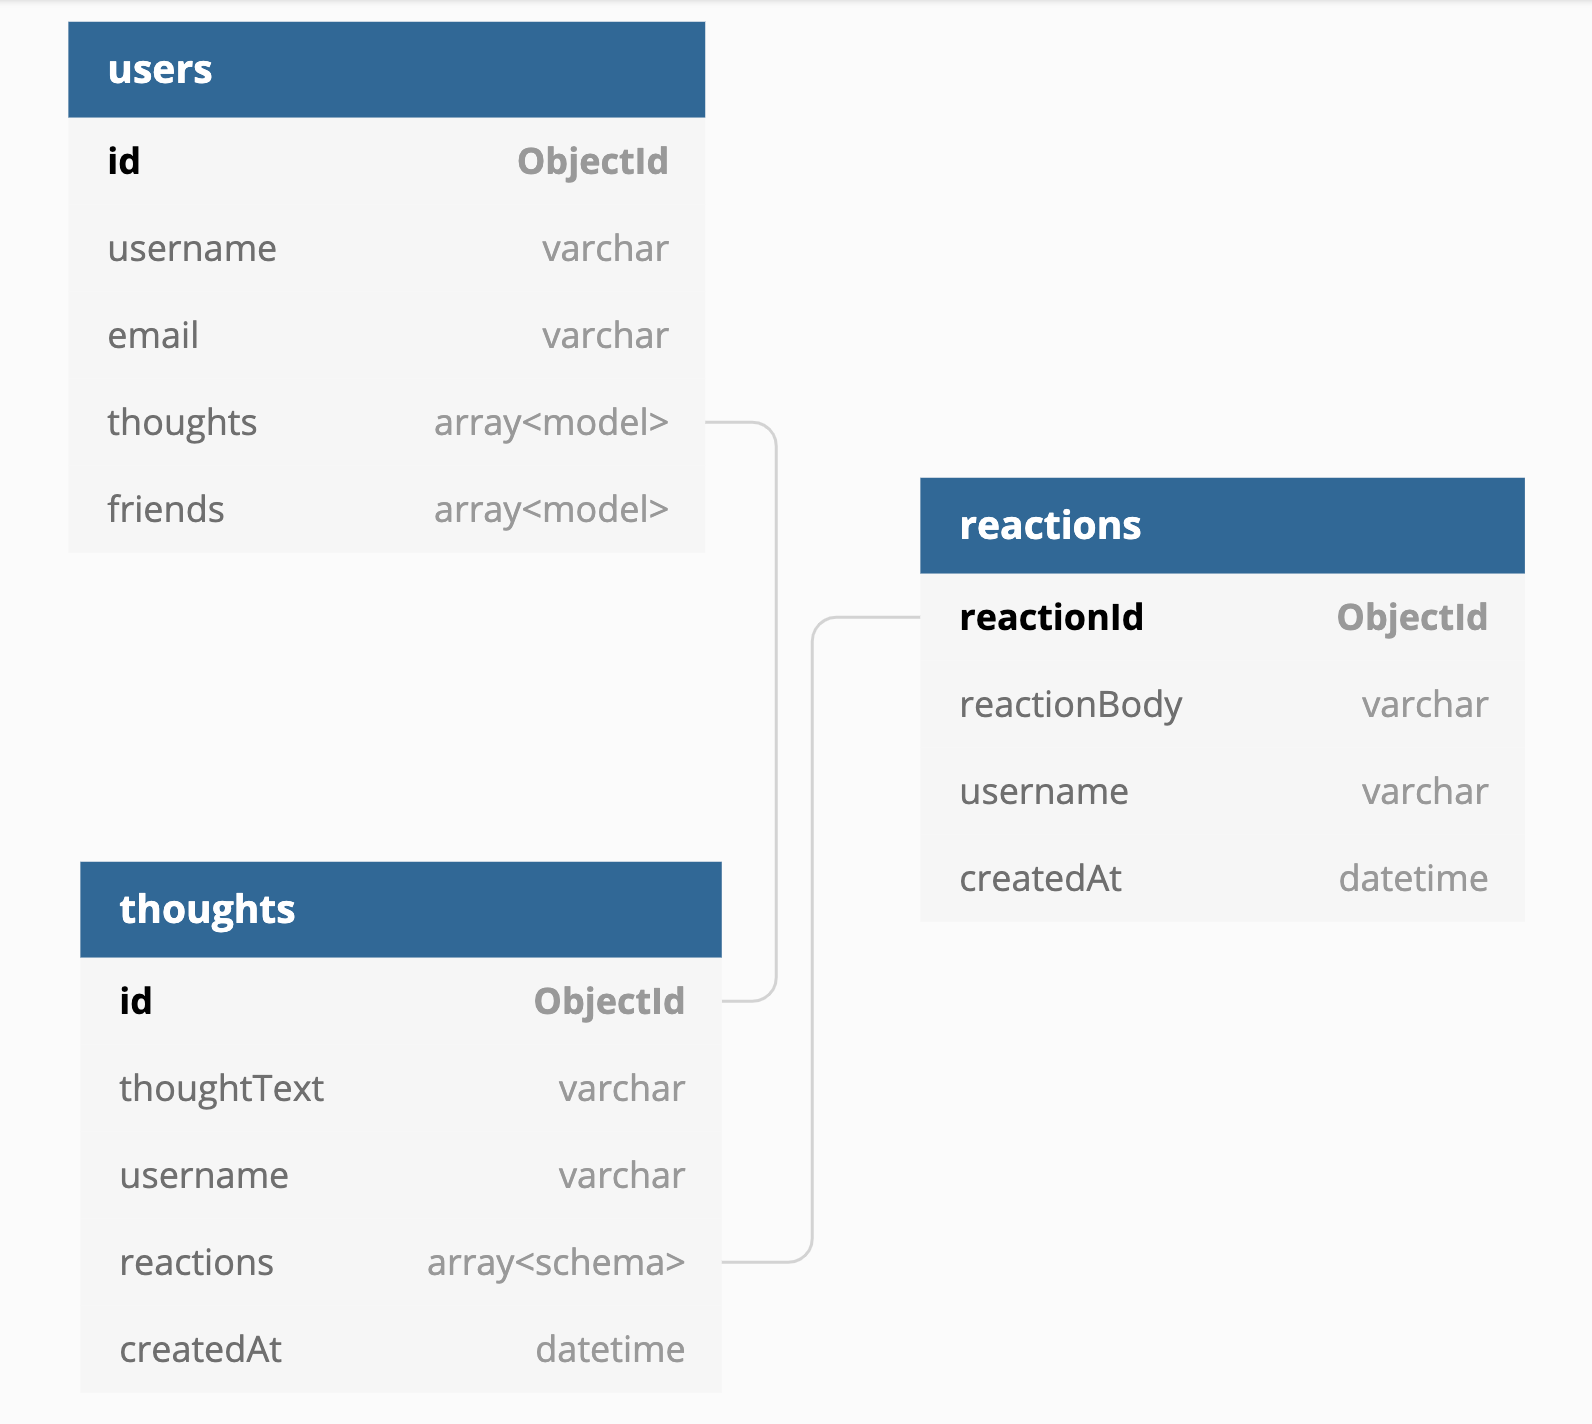 users
id ObjectId
username varchar
email varchar
thoughts array<model>
friends array<model>
reactions
reactionId ObjectId
reactionBody varchar
username varchar
createdAt datetime
thoughts
id ObjectId
thoughtText varchar
username varchar
reactions array<schema>
createdAt datetime